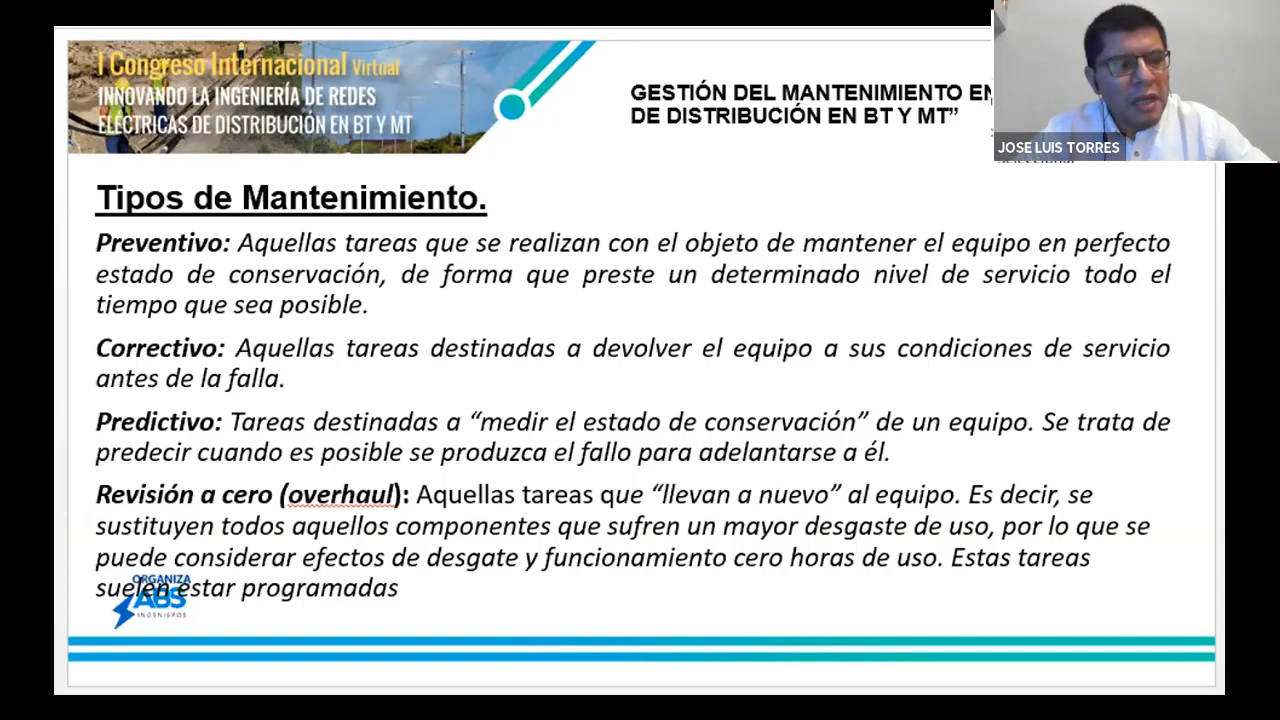 I Congreso Internacional Virtual
INNOVANDO LA INGENIERÍA DE REDES
ELÉCTRICAS DE DISTRIBUCIÓN EN BT Y MT
GESTIÓN DEL MANTENIMIENTO EN
DE DISTRIBUCIÓN EN BT Y MT”
JOSE LUIS TORRES
Tipos de Mantenimiento.
Preventivo: Aquellas tareas que se realizan con el objeto de mantener el equipo en perfecto
estado de conservación, de forma que preste un determinado nivel de servicio todo el
tiempo que sea posible.
Correctivo: Aquellas tareas destinadas a devolver el equipo a sus condiciones de servicio
antes de la falla.
Predictivo: Tareas destinadas a “medir el estado de conservación” de un equipo. Se trata de
predecir cuando es posible se produzca el fallo para adelantarse a él.
Revisión a cero (overhaul): Aquellas tareas que “llevan a nuevo” al equipo. Es decir, se
sustituyen todos aquellos componentes que sufren un mayor desgaste de uso, por lo que se
puede considerar efectos de desgate y funcionamiento cero horas de uso. Estas tareas
suelen estar programadas
ORGANIZA
ABS
INGENIEROS